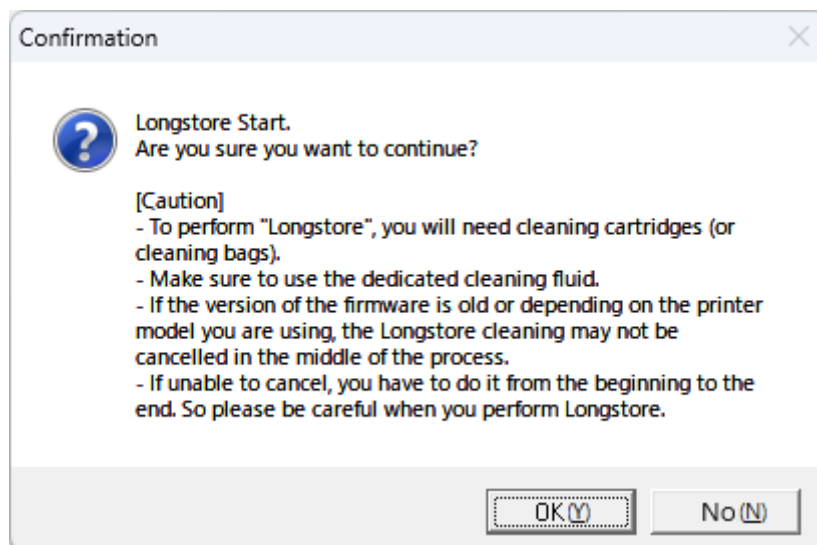 Confirmation
Longstore Start.
Are you sure you want to continue?
[Caution]
- To perform "Longstore", you will need cleaning cartridges (or
cleaning bags).
- Make sure to use the dedicated cleaning fluid.
- If the version of the firmware is old or depending on the printer
model you are using, the Longstore cleaning may not be
cancelled in the middle of the process.
- If unable to cancel, you have to do it from the beginning to the
end. So please be careful when you perform Longstore.
OK(Y) No(N)